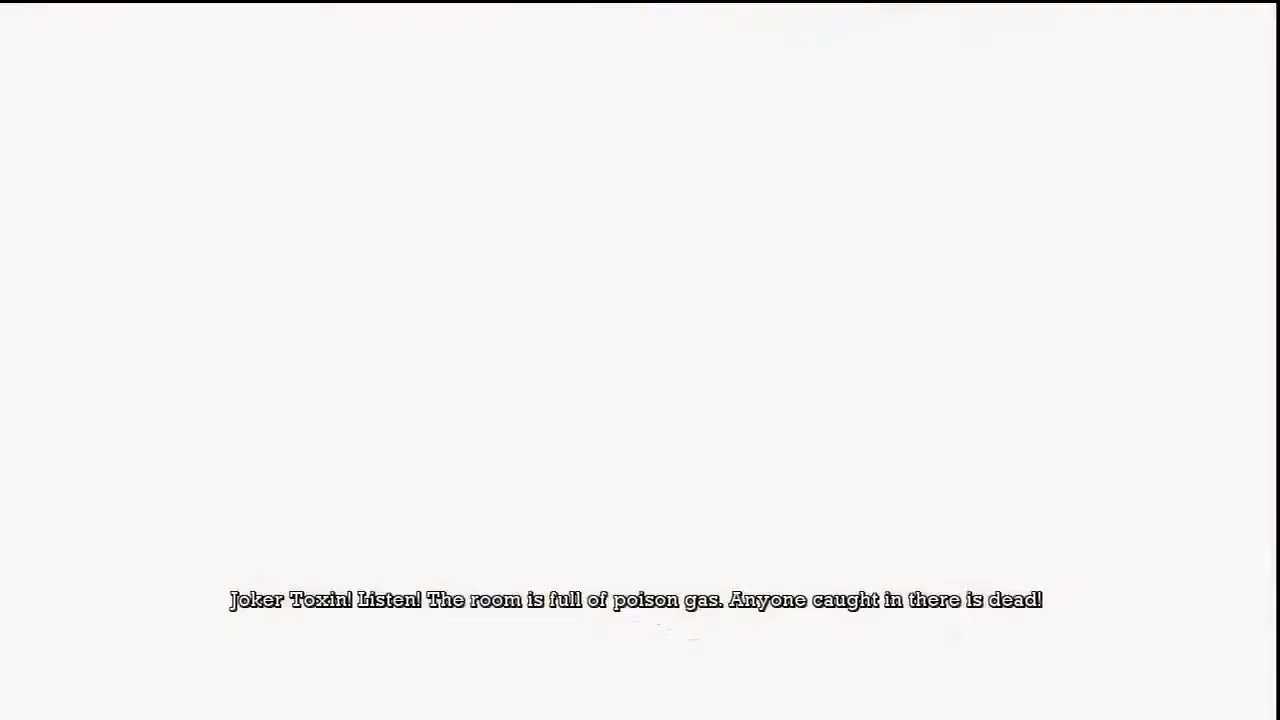 Joker Toxin! Listen! The room is full of poison gas. Anyone caught in there is dead!